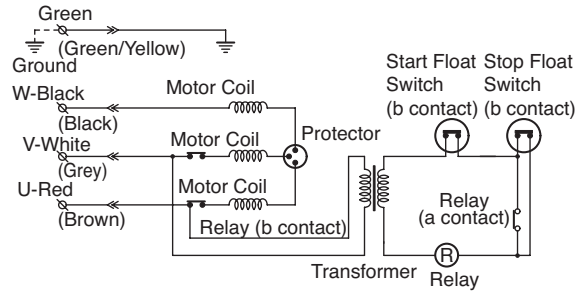 Green
(Green/Yellow)
Ground
W-Black
(Black)
Motor Coil
V-White
(Grey)
Motor Coil
Protector
U-Red
(Brown)
Motor Coil
Relay (b contact)
Transformer
Start Float
Switch
(b contact)
Stop Float
Switch
(b contact)
Relay
(a contact)
R
Relay